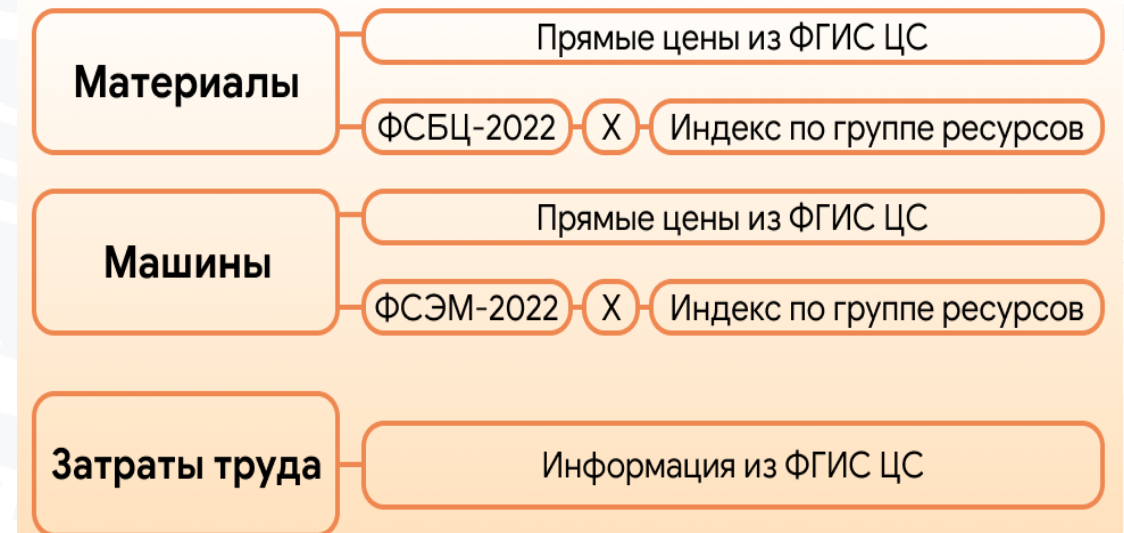 Материалы
Прямые цены из ФГИС ЦС
ФСБЦ-2022 Х Индекс по группе ресурсов
Машины
Прямые цены из ФГИС ЦС
ФСЭМ-2022 Х Индекс по группе ресурсов
Затраты труда
Информация из ФГИС ЦС